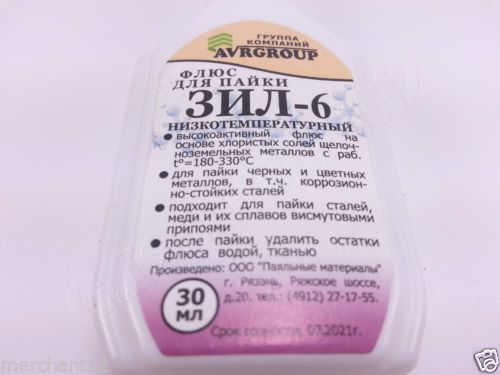 ГРУППА
КОМПАНИЙ
AVRGROUP
ФЛЮС
ДЛЯ ПАЙКИ
ЗИЛ-6
НИЗКОТЕМПЕРАТУРНЫЙ
• высокоактивный флюс на
основе хлористых солей щелоч-
ноземельных металлов с раб.
t°=180-330°C
• для пайки черных и цветных
металлов, в т.ч. коррозион-
но-стойких сталей
• подходит для пайки сталей,
меди и их сплавов висмутовыми
припоями
• после пайки удалить остатки
флюса водой, тканью
Произведено: ООО "Паяльные материалы"
г. Рязань, Ряжское шоссе,
д.20. тел.: (4912) 27-17-55.
30
МЛ
Срок годности, 07.2021г.